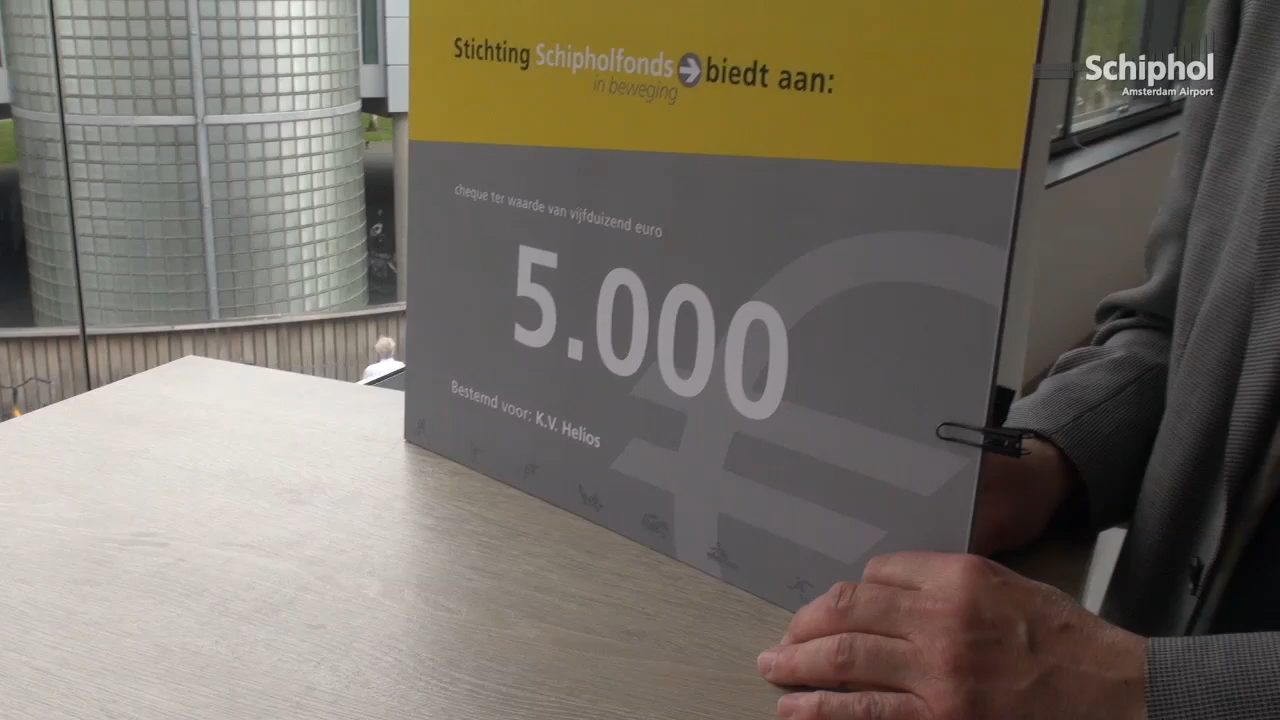 Stichting Schipholfonds biedt aan:
in beweging
Schiphol
Amsterdam Airport
cheque ter waarde van vijfduizend euro
5.000
Bestemd voor: K.V. Helios